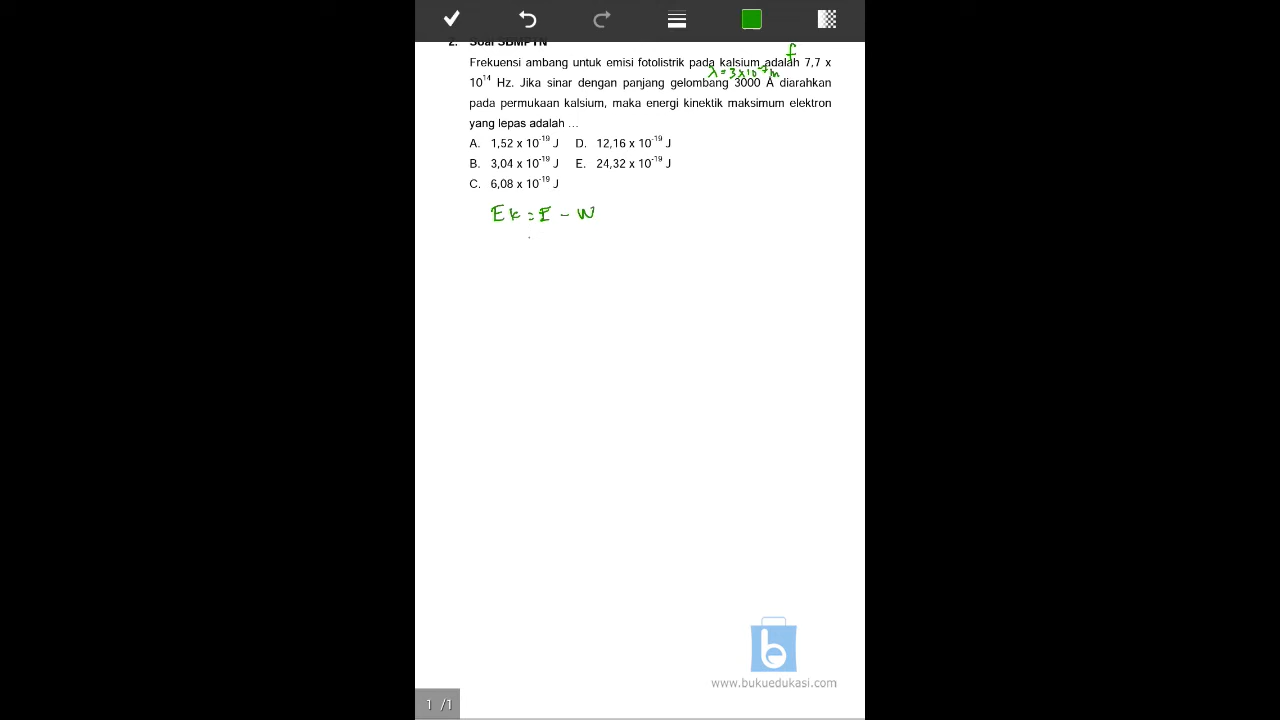 2. Soal SBMPTN
f
Frekuensi ambang untuk emisi fotolistrik pada kalsium adalah 7,7 x
λ = 3 x 10⁻⁷ m
10¹⁴ Hz. Jika sinar dengan panjang gelombang 3000 A diarahkan
pada permukaan kalsium, maka energi kinektik maksimum elektron
yang lepas adalah …
A. 1,52 x 10⁻¹⁹ J D. 12,16 x 10⁻¹⁹ J
B. 3,04 x 10⁻¹⁹ J E. 24,32 x 10⁻¹⁹ J
C. 6,08 x 10⁻¹⁹ J
Ek = E - W
www.bukuedukasi.com
1 /1